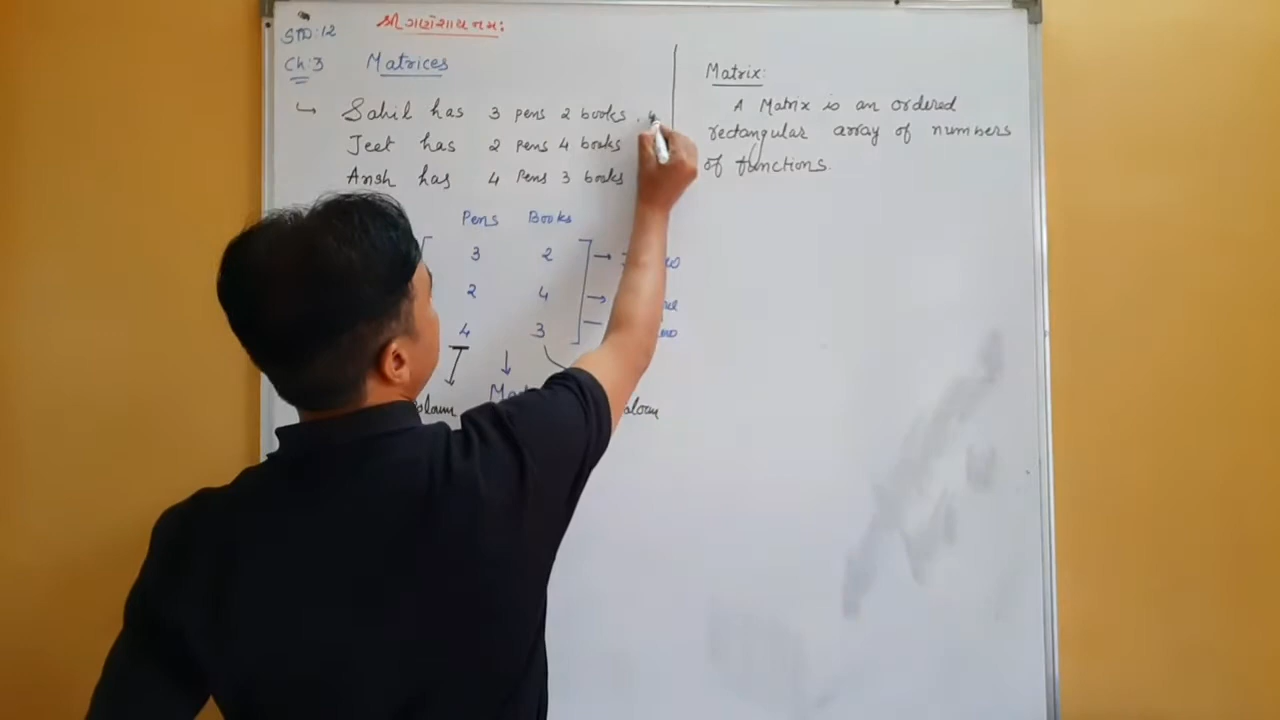 શ્રી ગણેશાય નમઃ
STD:12
Ch:3 Matrices
Sahil has 3 pens 2 books , 4
Jeet has 2 pens 4 books
Ansh has 4 Pens 3 books
Pens Books
3 2
2 4
4 3
Matrix:
A Matrix is an ordered
rectangular array of numbers
of functions.